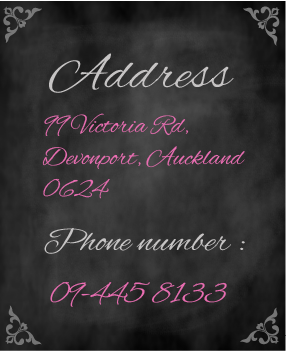 Address
99 Victoria Rd,
Devonport, Auckland
0624
Phone number :
09-445 8133